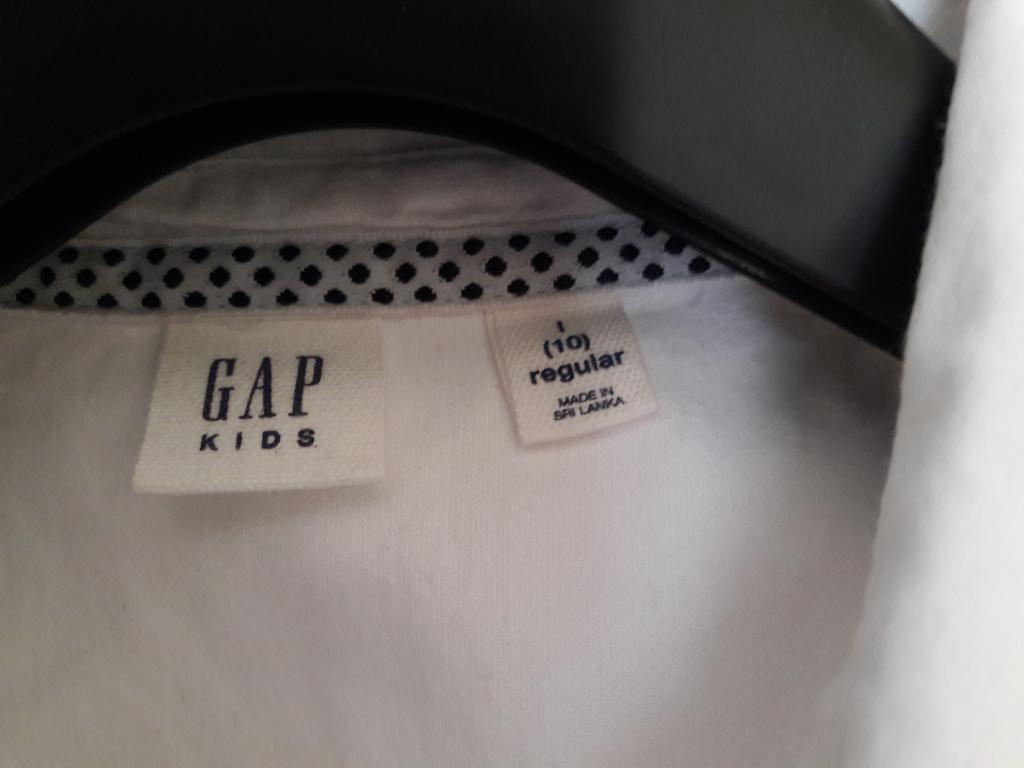 GAP
KIDS
l
(10)
regular
MADE IN
SRI LANKA